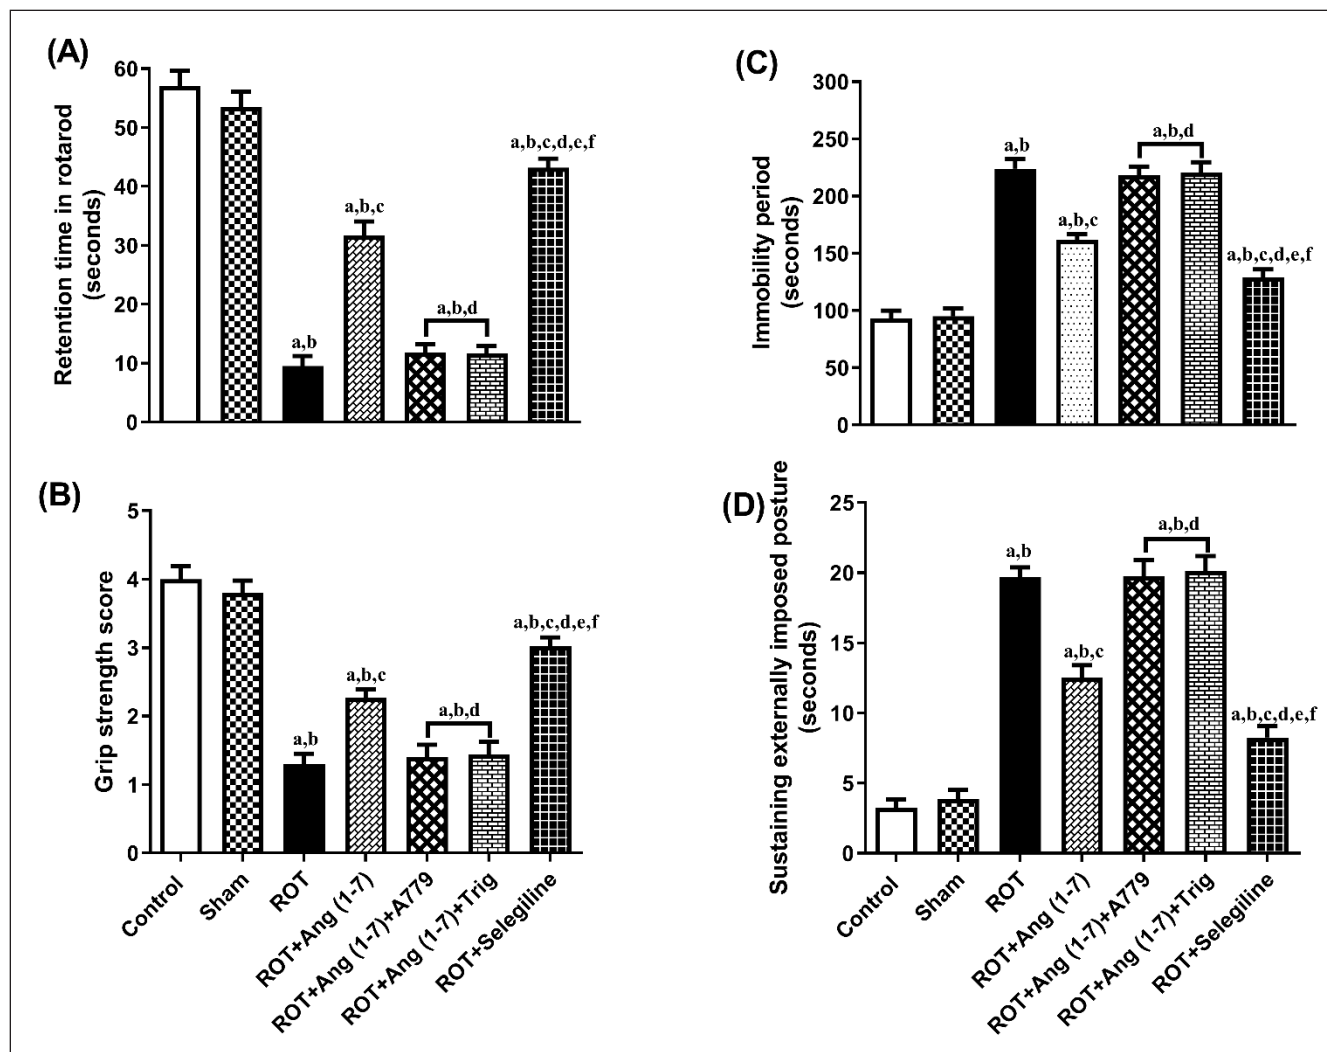 (A)
Retention time in rotarod
(seconds)
60
50
40
30
20
10
0
a,b
a,b,c
a,b,d
a,b,c,d,e,f
(B)
Grip strength score
5
4
3
2
1
0
a,b
a,b,c
a,b,d
a,b,c,d,e,f
Control
Sham
ROT
ROT+Ang (1-7)
ROT+Ang (1-7)+A779
ROT+Ang (1-7)+Trig
ROT+Selegiline
(C)
Immobility period
(seconds)
300
250
200
150
100
50
0
a,b
a,b,c
a,b,d
a,b,c,d,e,f
(D)
Sustaining externally imposed posture
(seconds)
25
20
15
10
5
0
a,b
a,b,c
a,b,d
a,b,c,d,e,f
Control
Sham
ROT
ROT+Ang (1-7)
ROT+Ang (1-7)+A779
ROT+Ang (1-7)+Trig
ROT+Selegiline